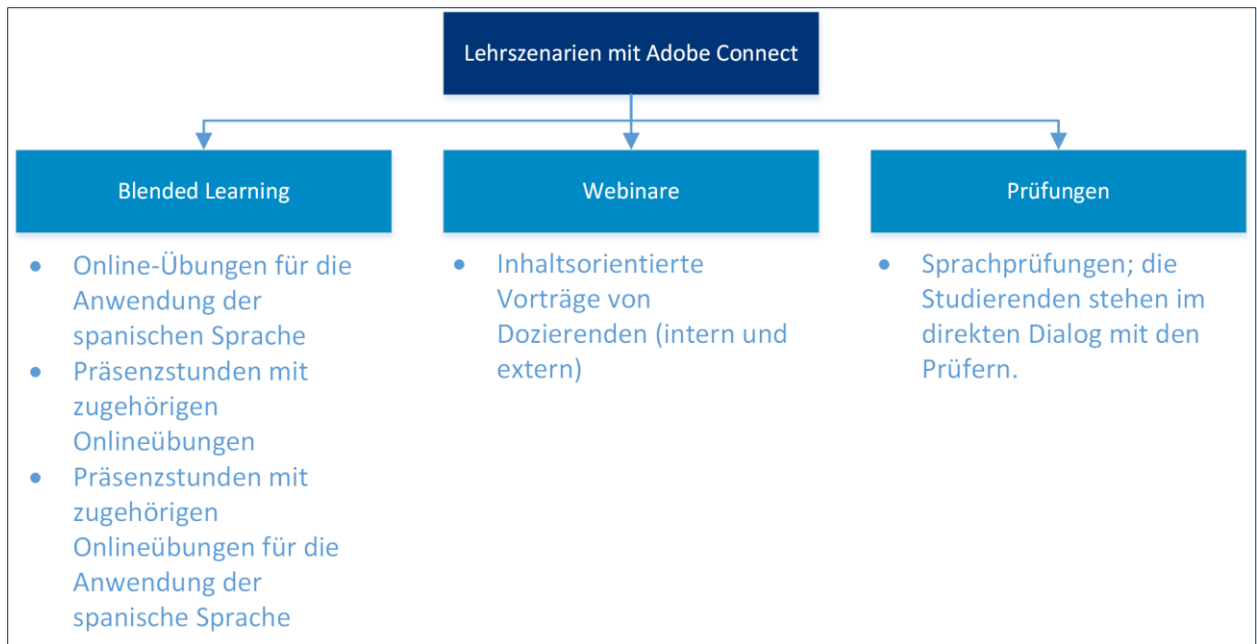 Lehrszenarien mit Adobe Connect
Blended Learning
Webinare
Prüfungen
• Online-Übungen für die
Anwendung der
spanischen Sprache
• Präsenzstunden mit
zugehörigen
Onlineübungen
• Präsenzstunden mit
zugehörigen
Onlineübungen für die
Anwendung der
spanische Sprache
• Inhaltsorientierte
Vorträge von
Dozierenden (intern und
extern)
• Sprachprüfungen; die
Studierenden stehen im
direkten Dialog mit den
Prüfern.